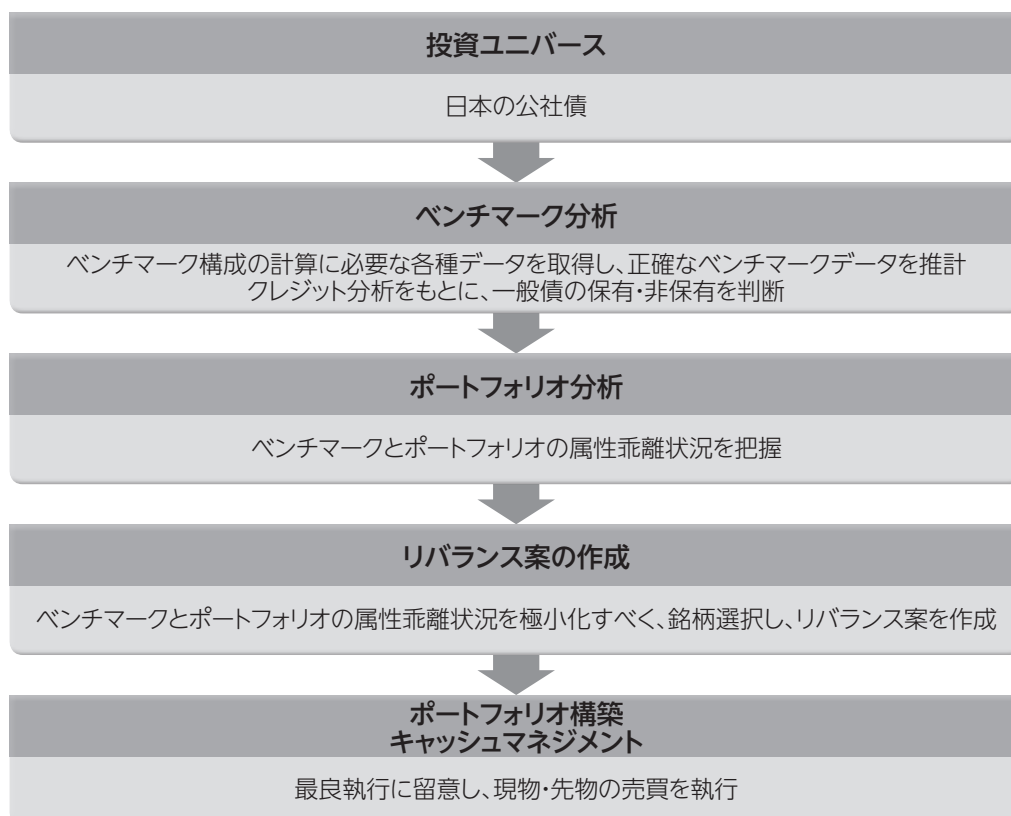 投資ユニバース
日本の公社債
ベンチマーク分析
ベンチマーク構成の計算に必要な各種データを取得し、正確なベンチマークデータを推計
クレジット分析をもとに、一般債の保有・非保有を判断
ポートフォリオ分析
ベンチマークとポートフォリオの属性乖離状況を把握
リバランス案の作成
ベンチマークとポートフォリオの属性乖離状況を極小化すべく、銘柄選択し、リバランス案を作成
ポートフォリオ構築
キャッシュマネジメント
最良執行に留意し、現物・先物の売買を執行